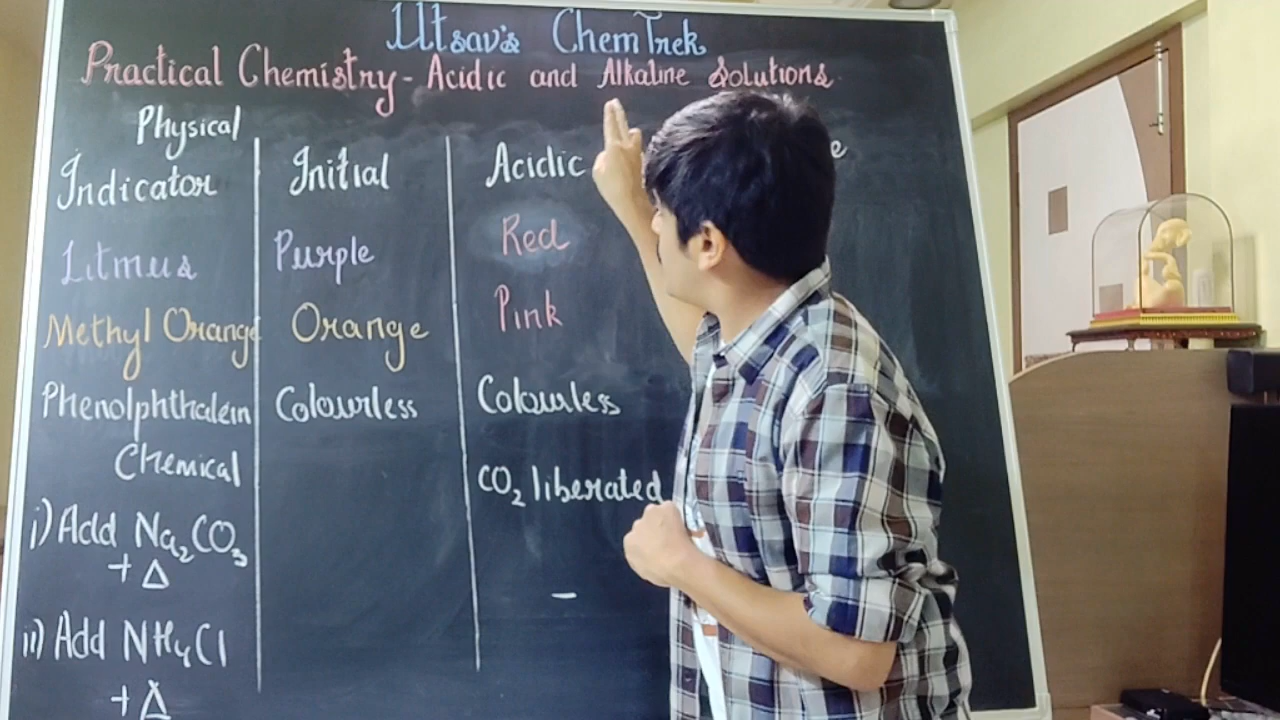 Utsav's ChemTrek
Practical Chemistry - Acidic and Alkaline Solutions
Physical
Indicator Initial Acidic e
Litmus Purple Red
Methyl Orange Orange Pink
Phenolphthalein Colourless Colourless
Chemical
CO₂ liberated
i) Add Na₂CO₃
+ Δ
–
ii) Add NH₄Cl
+ Δ